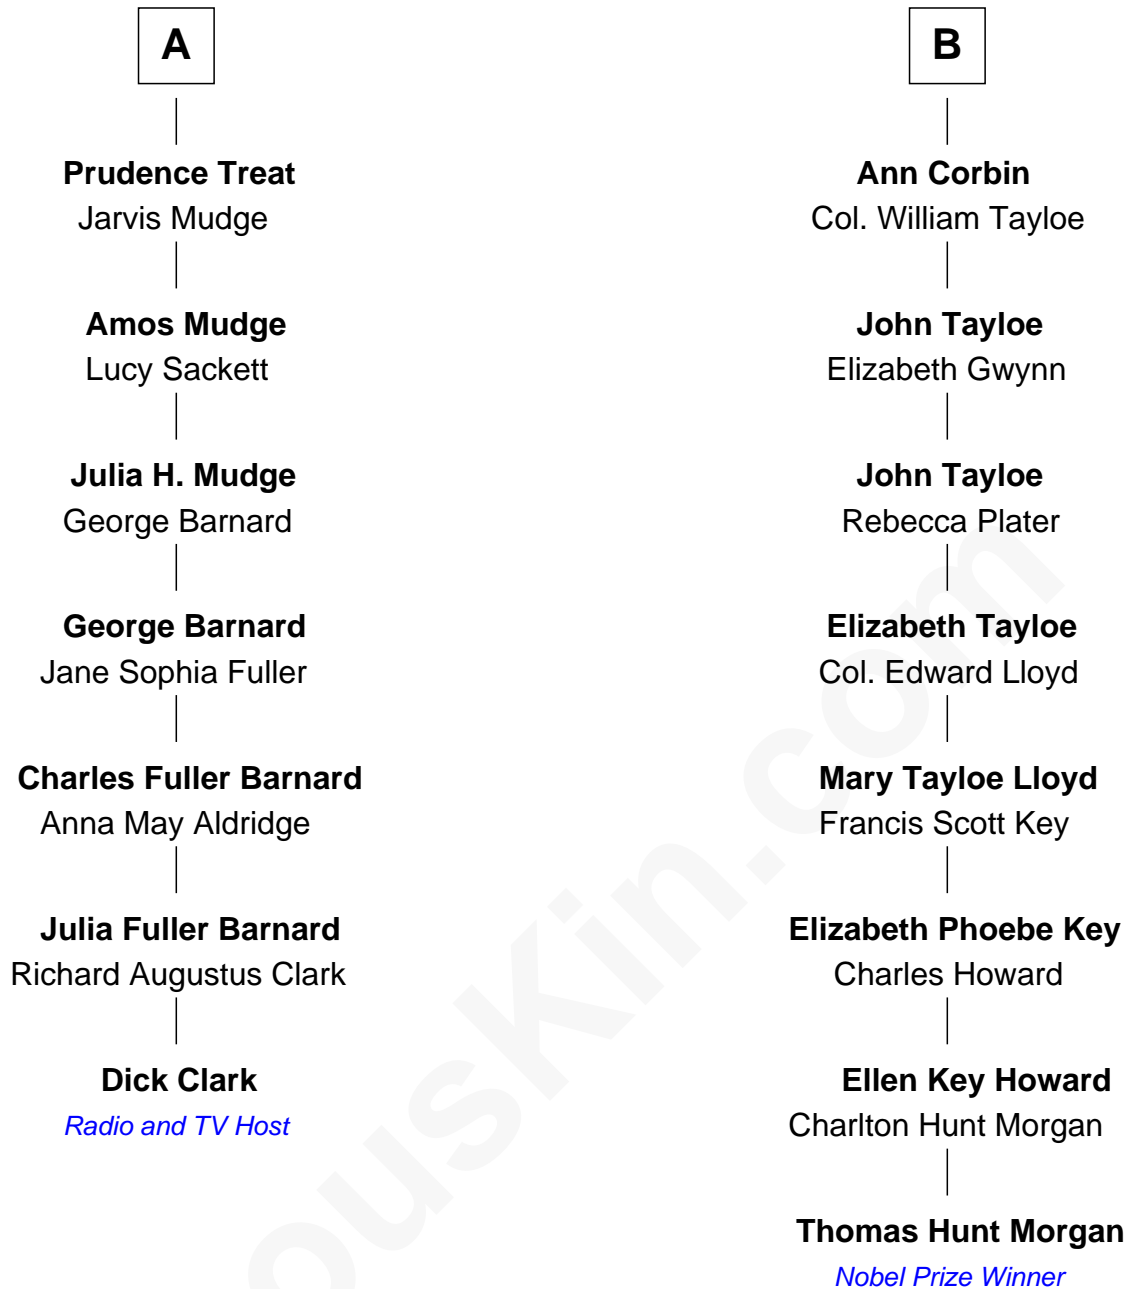 A
Prudence Treat
Jarvis Mudge
Amos Mudge
Lucy Sackett
Julia H. Mudge
George Barnard
George Barnard
Jane Sophia Fuller
Charles Fuller Barnard
Anna May Aldridge
Julia Fuller Barnard
Richard Augustus Clark
Dick Clark
Radio and TV Host
B
Ann Corbin
Col. William Tayloe
John Tayloe
Elizabeth Gwynn
John Tayloe
Rebecca Plater
Elizabeth Tayloe
Col. Edward Lloyd
Mary Tayloe Lloyd
Francis Scott Key
Elizabeth Phoebe Key
Charles Howard
Ellen Key Howard
Charlton Hunt Morgan
Thomas Hunt Morgan
Nobel Prize Winner
ousKin.com